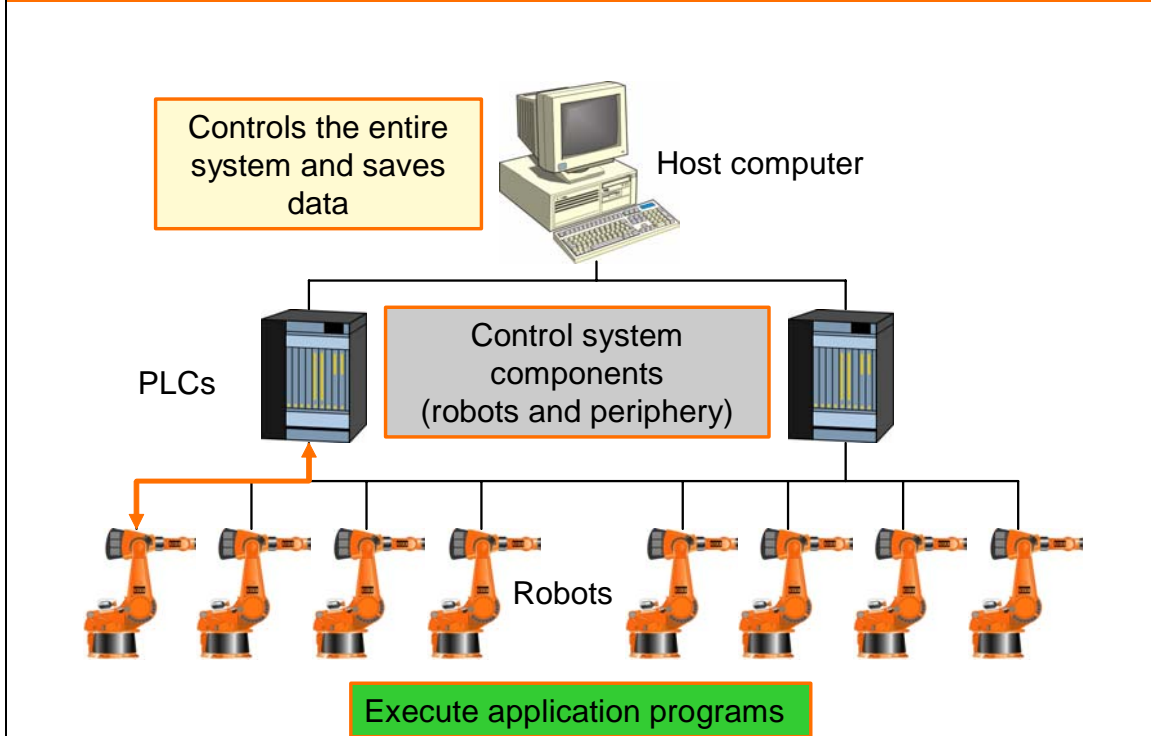 Controls the entire
system and saves
data
Host computer
PLCs
Control system
components
(robots and periphery)
Robots
Execute application programs